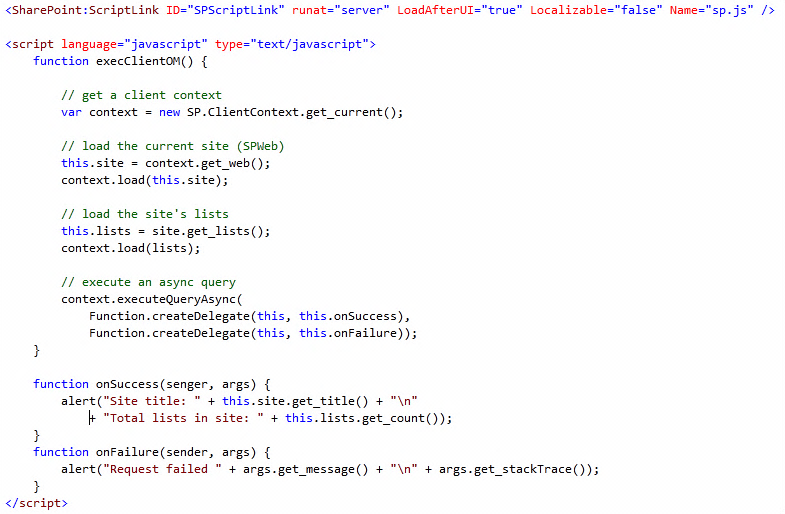 <SharePoint:ScriptLink ID="SPScriptLink" runat="server" LoadAfterUI="true" Localizable="false" Name="sp.js" />
<script language="javascript" type="text/javascript">
function execClientOM() {
// get a client context
var context = new SP.ClientContext.get_current();
// load the current site (SPWeb)
this.site = context.get_web();
context.load(this.site);
// load the site's lists
this.lists = site.get_lists();
context.load(lists);
// execute an async query
context.executeQueryAsync(
Function.createDelegate(this, this.onSuccess),
Function.createDelegate(this, this.onFailure));
}
function onSuccess(senger, args) {
alert("Site title: " + this.site.get_title() + "\n"
+ "Total lists in site: " + this.lists.get_count());
}
function onFailure(sender, args) {
alert("Request failed " + args.get_message() + "\n" + args.get_stackTrace());
}
</script>